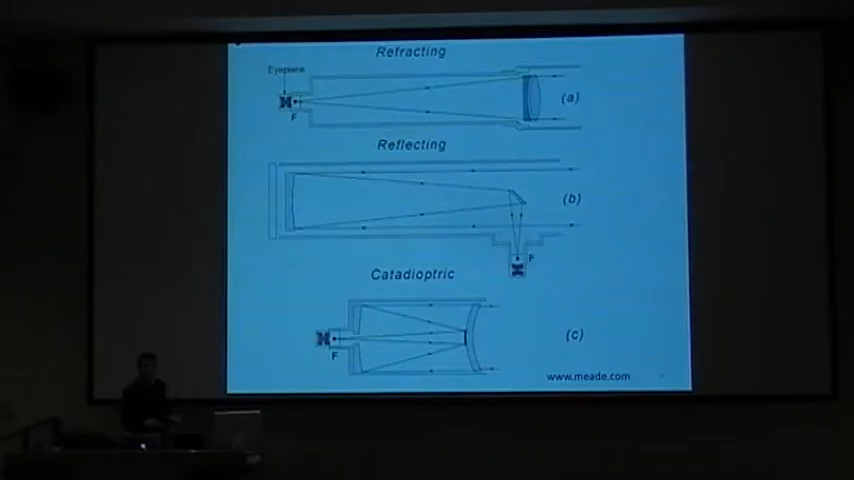 Refracting
Eyepiece
F
(a)
Reflecting
(b)
F
Catadioptric
F
(c)
www.meade.com